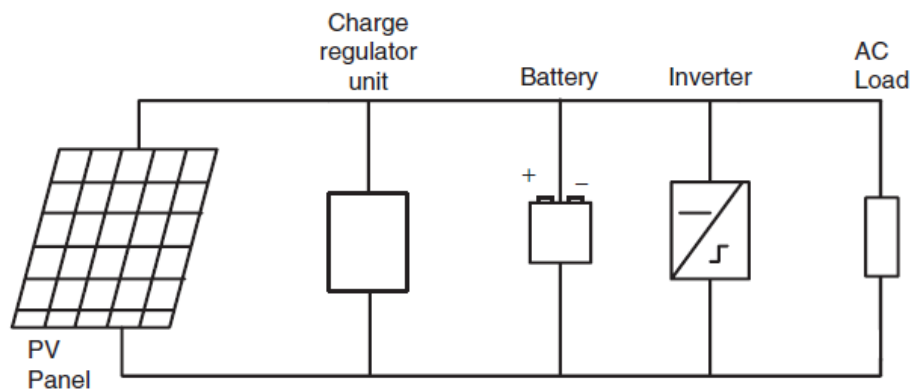 Charge
regulator
unit
Battery
Inverter
AC
Load
+ –
PV
Panel